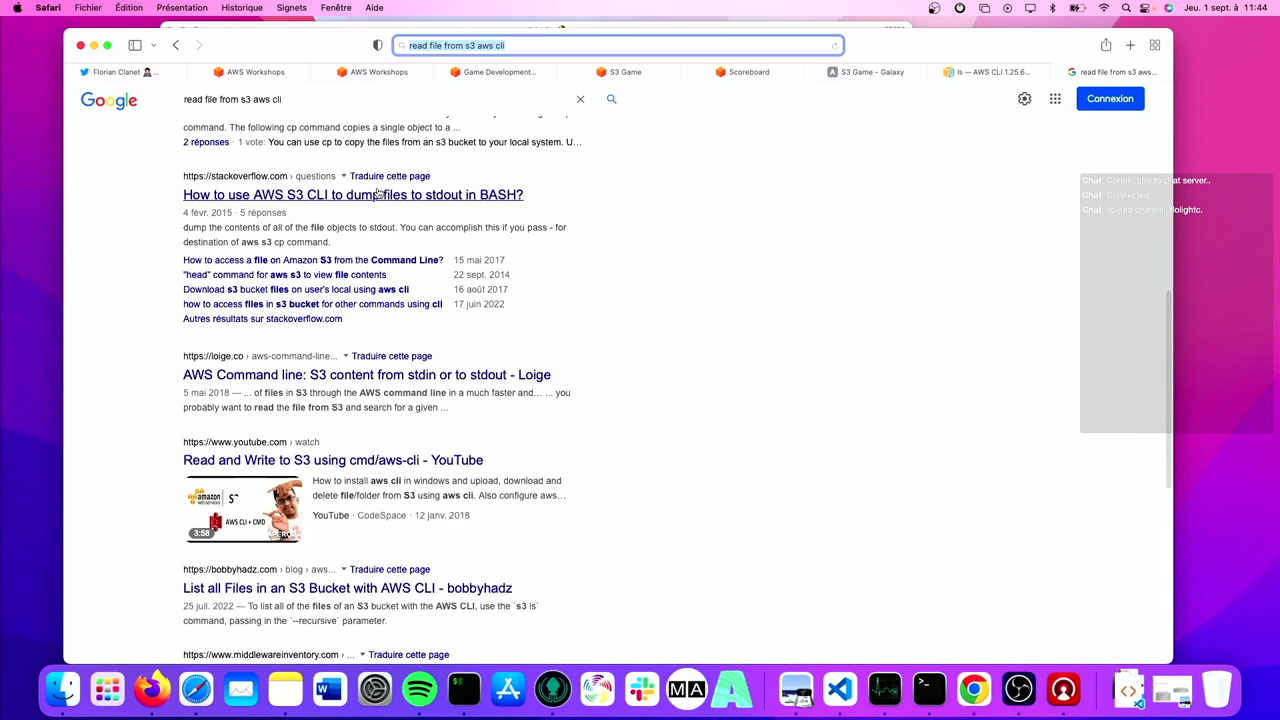 Safari Fichier Édition Présentation Historique Signets Fenêtre Aide
Jeu. 1 sept. à 11:44
read file from s3 aws cli
Florian Clanet
AWS Workshops
AWS Workshops
Game Development...
S3 Game
Scoreboard
S3 Game - Galaxy
ls — AWS CLI 1.25.6...
read file from s3 aws...
Google
read file from s3 aws cli
Connexion
command. The following cp command copies a single object to a ...
2 réponses · 1 vote: You can use cp to copy the files from an s3 bucket to your local system. U…
https://stackoverflow.com › questions Traduire cette page
How to use AWS S3 CLI to dump files to stdout in BASH?
4 févr. 2015 · 5 réponses
dump the contents of all of the file objects to stdout. You can accomplish this if you pass - for
destination of aws s3 cp command.
How to access a file on Amazon S3 from the Command Line? 15 mai 2017
"head" command for aws s3 to view file contents 22 sept. 2014
Download s3 bucket files on user's local using aws cli 16 août 2017
how to access files in s3 bucket for other commands using cli 17 juin 2022
Autres résultats sur stackoverflow.com
https://loige.co › aws-command-line... Traduire cette page
AWS Command line: S3 content from stdin or to stdout - Loige
5 mai 2018 — ... of files in S3 through the AWS command line in a much faster and… ... you
probably want to read the file from S3 and search for a given ...
https://www.youtube.com › watch
Read and Write to S3 using cmd/aws-cli - YouTube
How to install aws cli in windows and upload, download and
delete file/folder from S3 using aws cli. Also configure aws…
YouTube · CodeSpace · 12 janv. 2018
amazon
AWS CLI + CMD
3:58
https://bobbyhadz.com › blog › aws... Traduire cette page
List all Files in an S3 Bucket with AWS CLI - bobbyhadz
25 juil. 2022 — To list all of the files of an S3 bucket with the AWS CLI, use the `s3 ls`
command, passing in the `--recursive` parameter.
https://www.middlewareinventory.com › ... Traduire cette page
Chat: Connecting to chat server..
Chat: Connected
MA